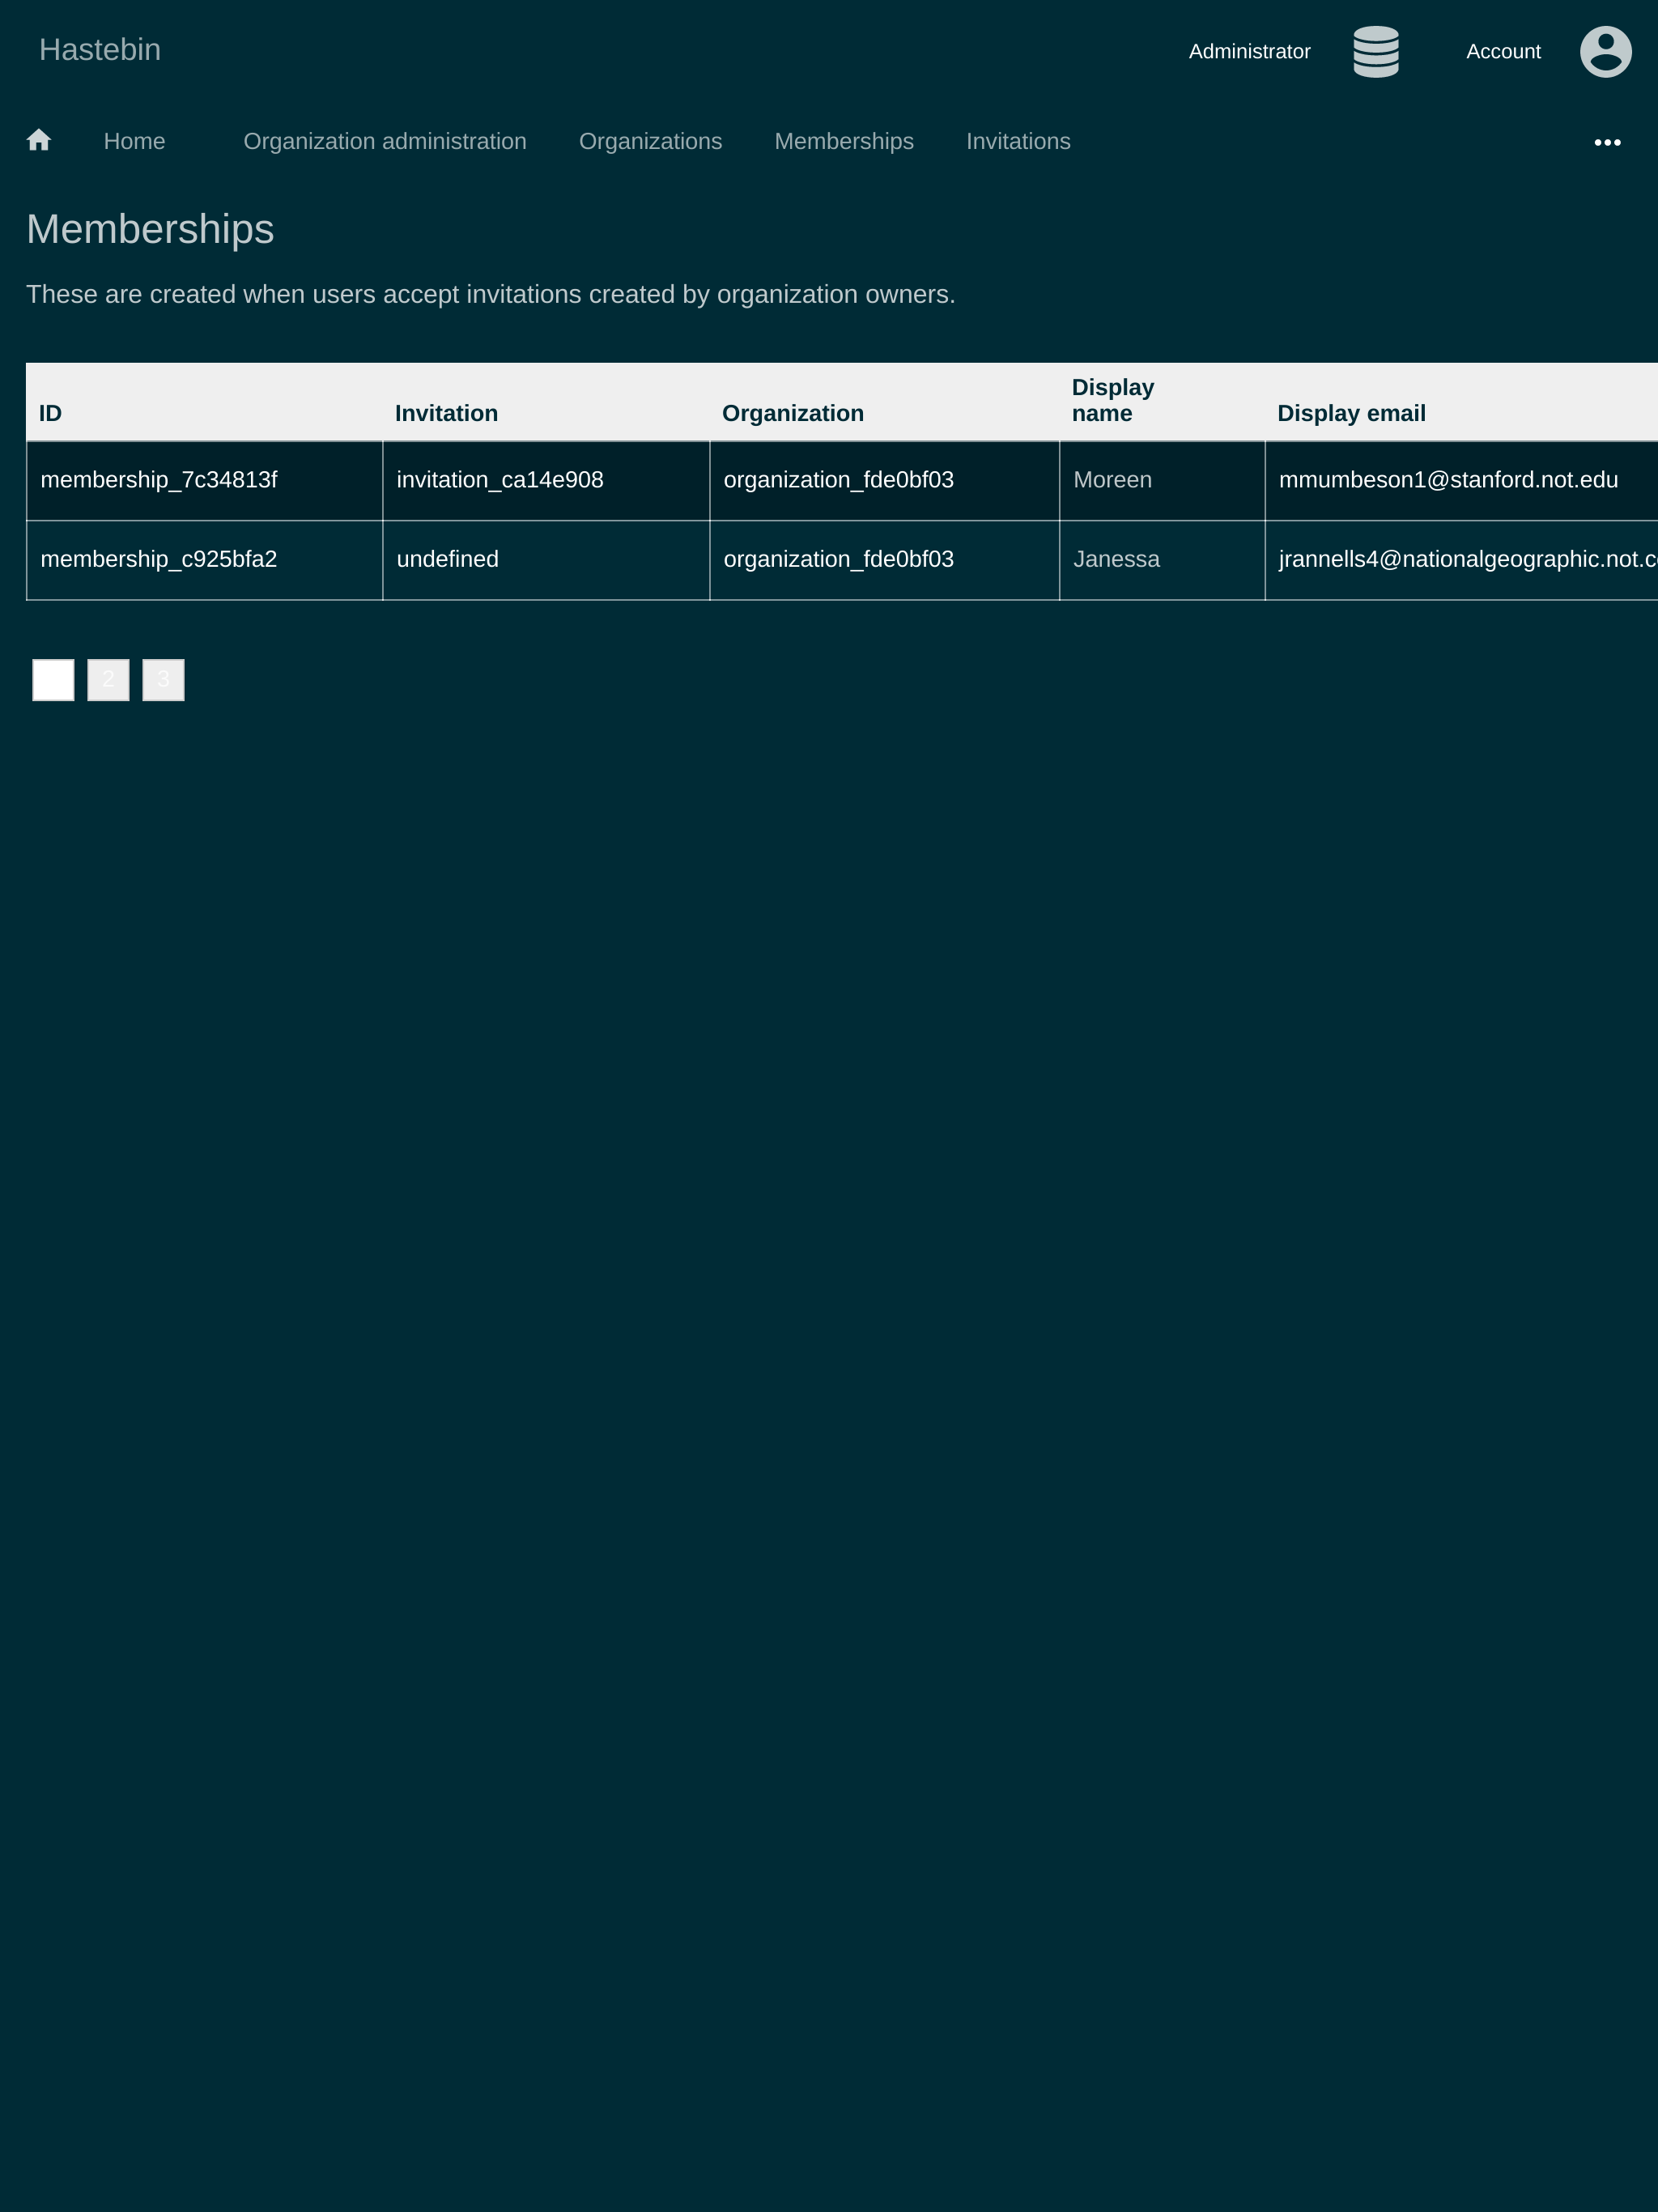 Hastebin
Administrator
Account
Home
Organization administration
Organizations
Memberships
Invitations
Memberships
These are created when users accept invitations created by organization owners.
ID Invitation Organization Display name Display email
membership_7c34813f invitation_ca14e908 organization_fde0bf03 Moreen mmumbeson1@stanford.not.edu
membership_c925bfa2 undefined organization_fde0bf03 Janessa jrannells4@nationalgeographic.not.c
2 3